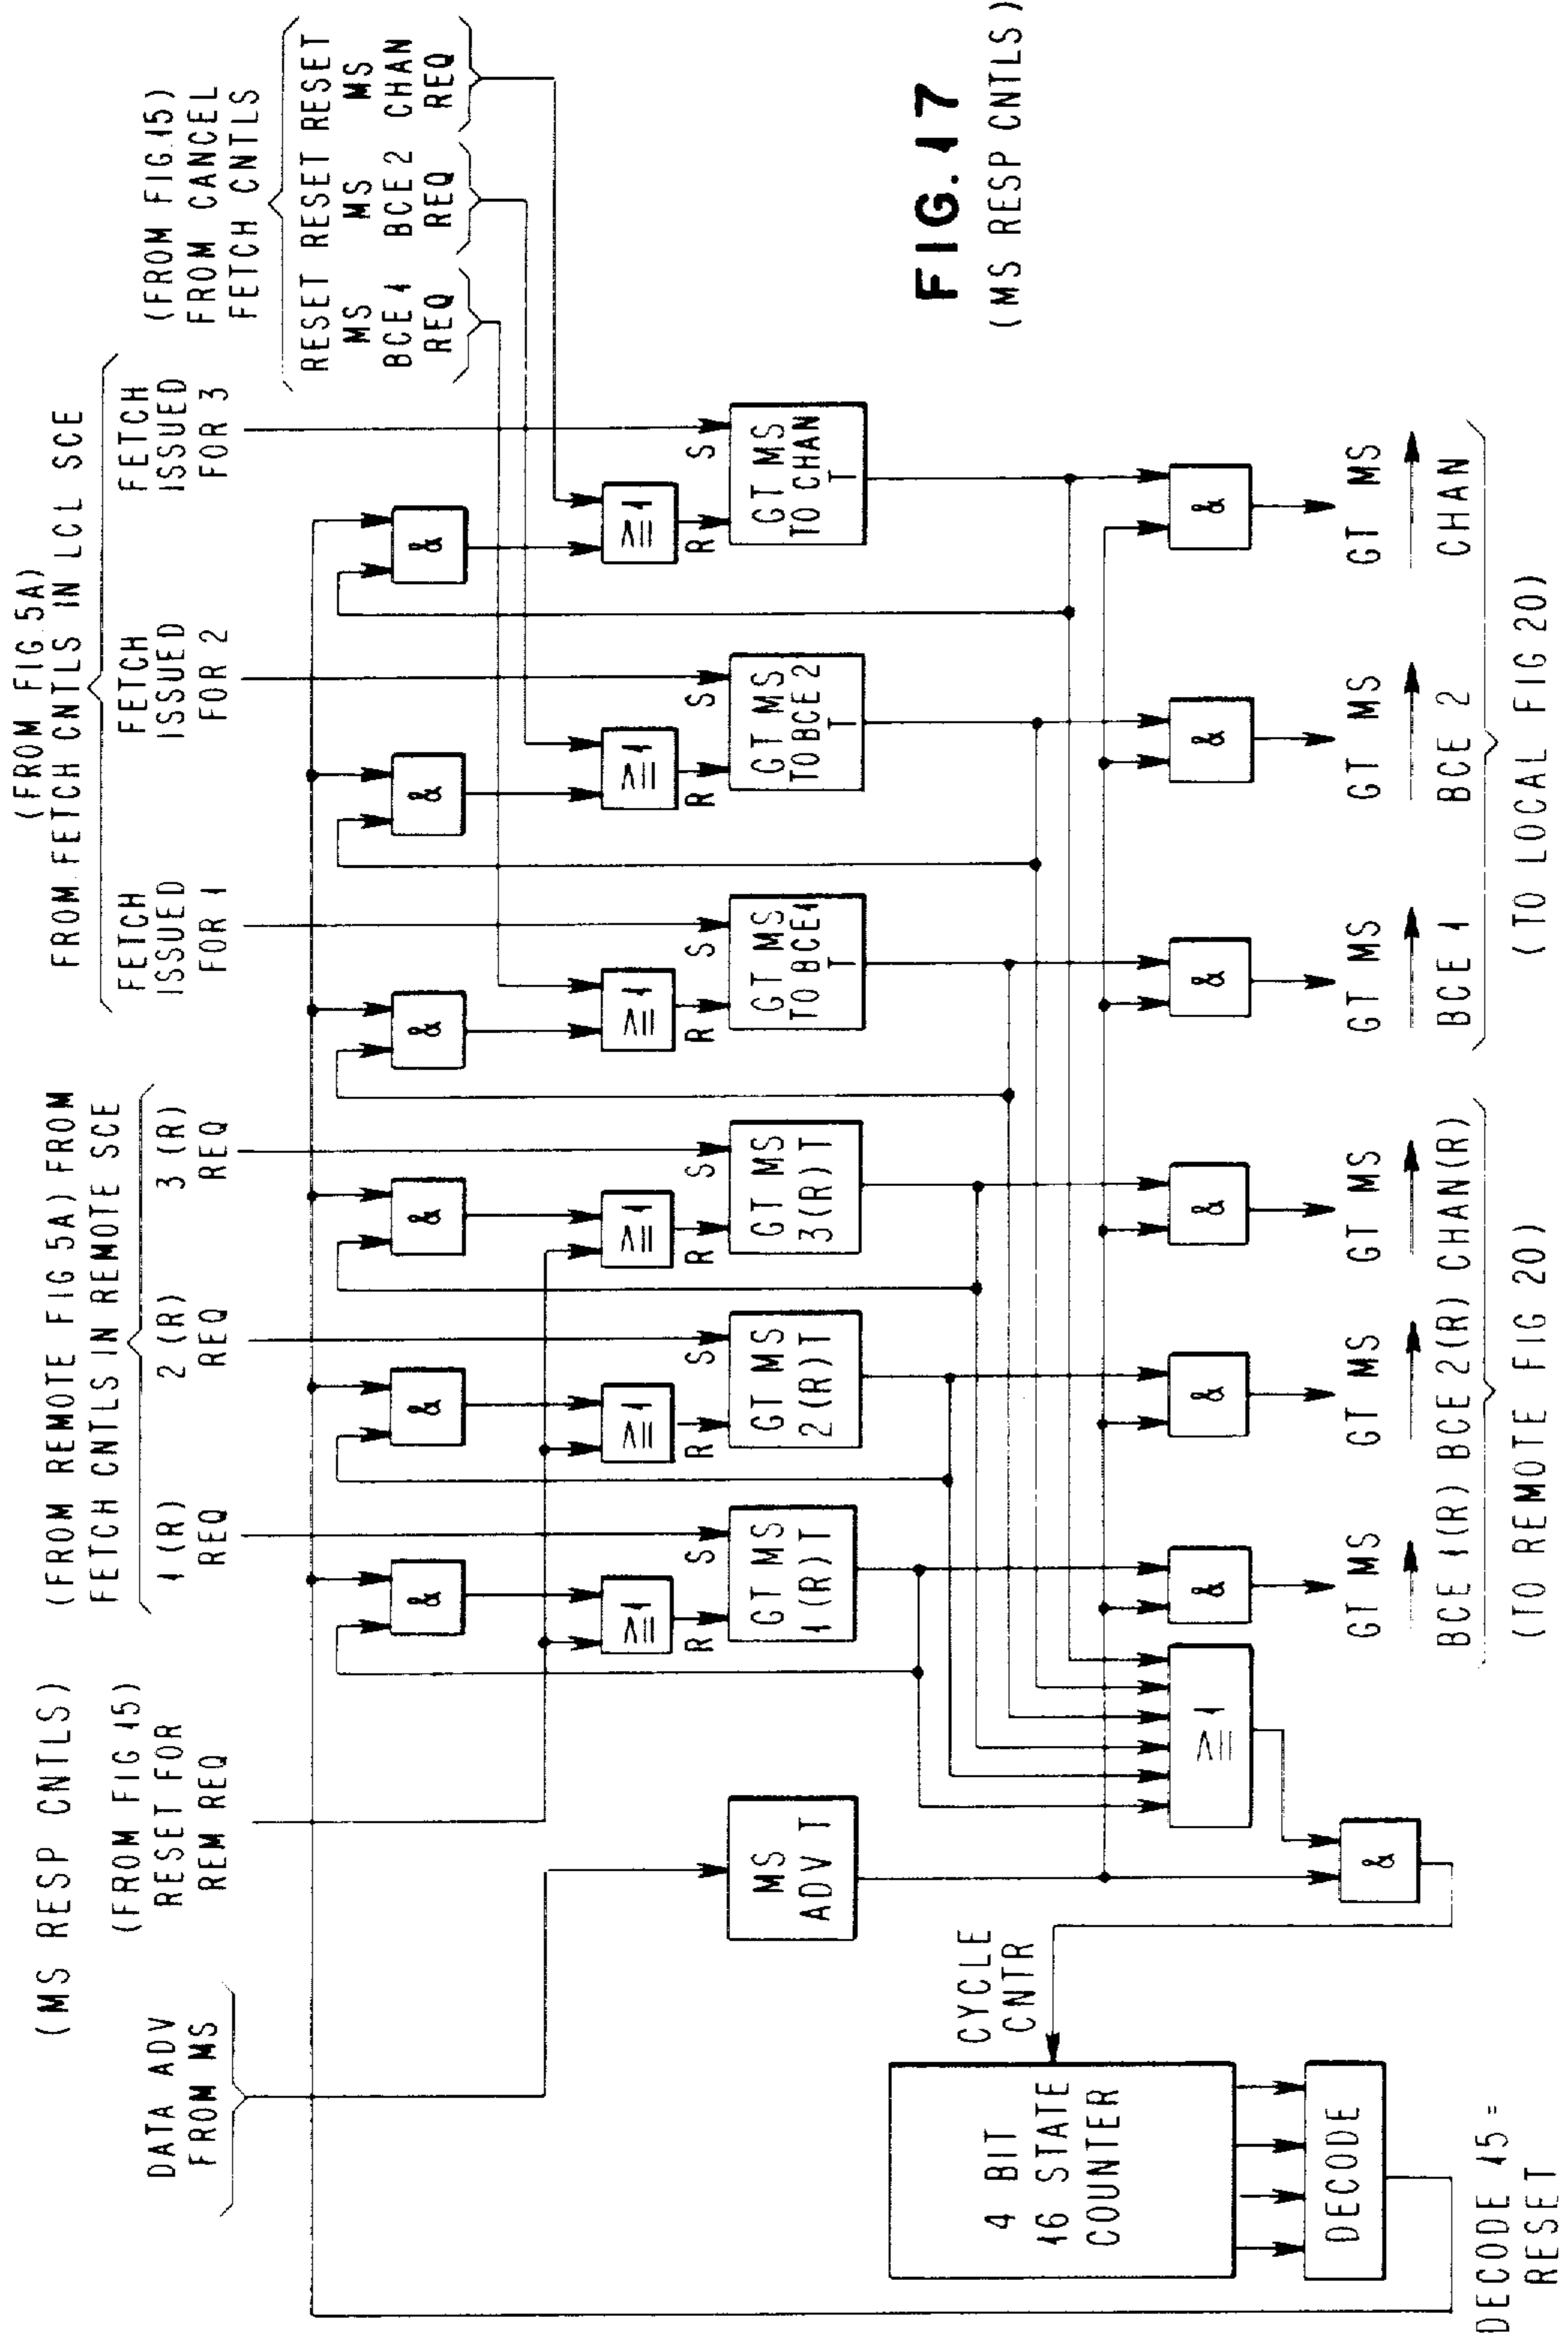 (MS RESP CNTLS)
DATA ADV
FROM MS
(FROM FIG 15)
RESET FOR
REM REQ
(FROM REMOTE FIG 5A) FROM
FETCH CNTLS IN REMOTE SCE
1 (R)
REQ
2 (R)
REQ
3 (R)
REQ
(FROM FIG 5A)
FROM FETCH CNTLS IN LCL SCE
FETCH
ISSUED
FOR 1
FETCH
ISSUED
FOR 2
FETCH
ISSUED
FOR 3
(FROM FIG.15)
FROM CANCEL
FETCH CNTLS
RESET
MS
BCE 1
REQ
RESET
MS
BCE 2
REQ
RESET
MS
CHAN
REQ
&
&
&
&
&
&
≥1
≥1
≥1
≥1
≥1
≥1
R S
R S
R S
R S
R S
R S
MS
ADV T
GT MS
1 (R) T
GT MS
2 (R) T
GT MS
3 (R) T
GT MS
TO BCE 1
T
GT MS
TO BCE 2
T
GT MS
TO CHAN
T
CYCLE
CNTR
4 BIT
16 STATE
COUNTER
DECODE
DECODE 15 =
RESET
≥1
&
&
&
&
&
&
&
GT MS
BCE 1(R)
GT MS
BCE 2(R)
GT MS
CHAN(R)
GT MS
BCE 1
GT MS
BCE 2
GT MS
CHAN
(TO REMOTE FIG 20)
(TO LOCAL FIG 20)
FIG.17
(MS RESP CNTLS)